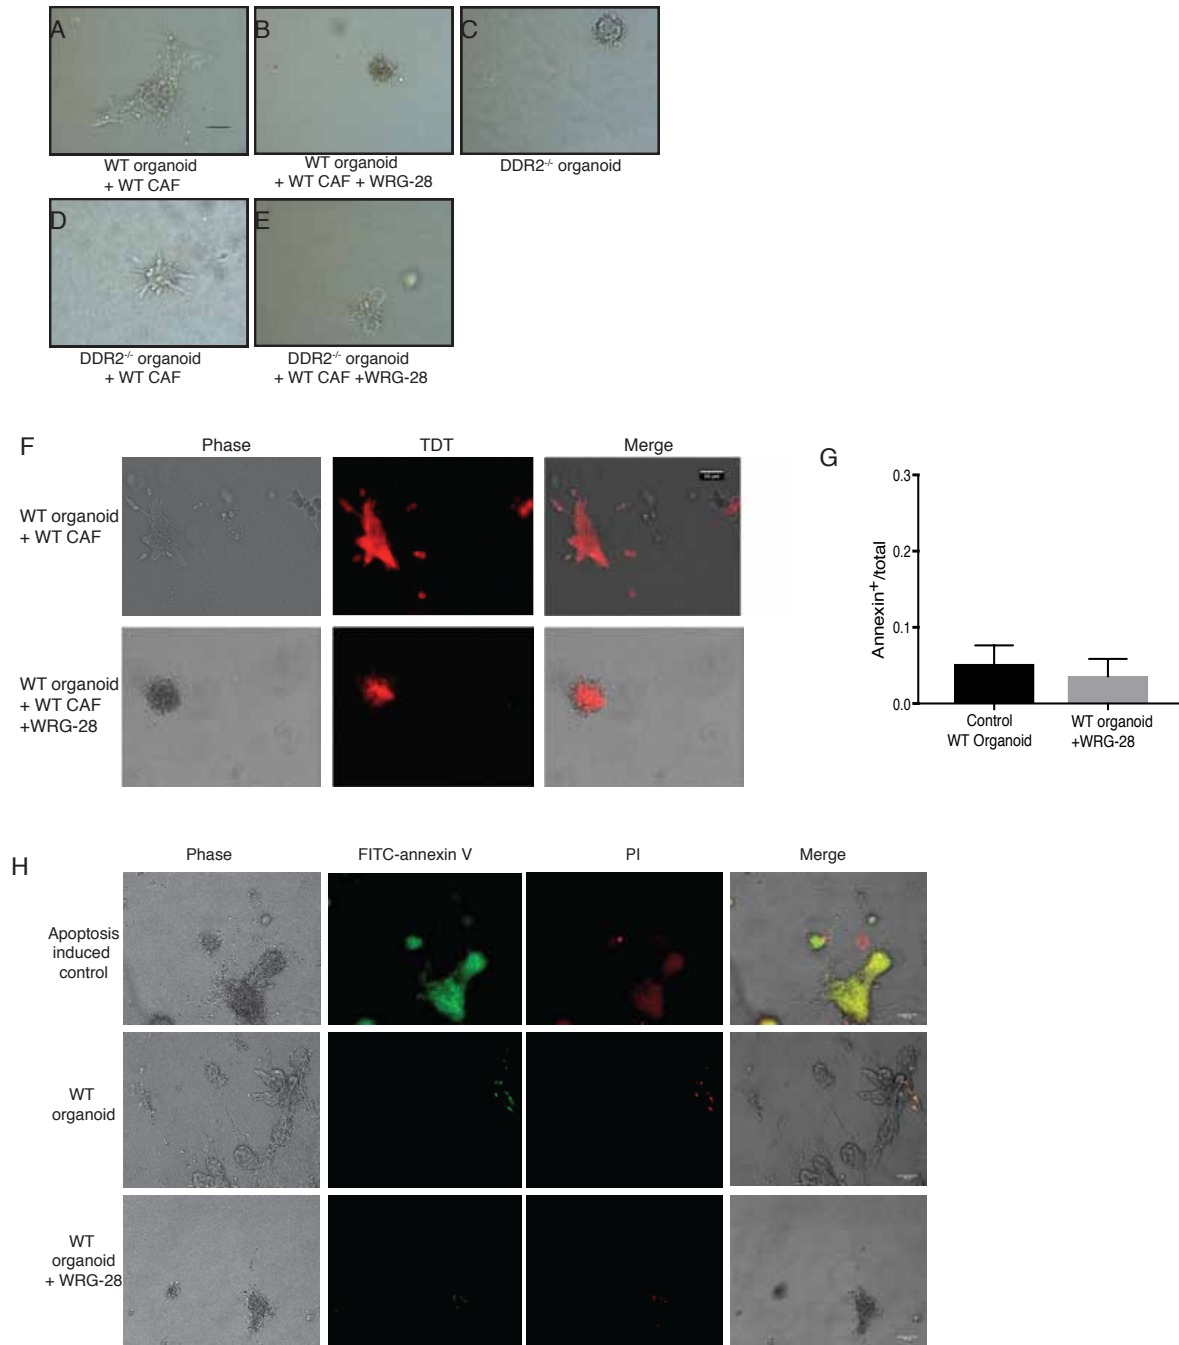 A
B
C
WT organoid
+ WT CAF
WT organoid
+ WT CAF + WRG-28
DDR2-/- organoid
D
E
DDR2-/- organoid
+ WT CAF
DDR2-/- organoid
+ WT CAF +WRG-28
F
Phase
TDT
Merge
WT organoid
+ WT CAF
WT organoid
+ WT CAF
+WRG-28
G
Annexin+/total
0.3
0.2
0.1
0.0
Control
WT Organoid
WT organoid
+WRG-28
H
Phase
FITC-annexin V
PI
Merge
Apoptosis
induced
control
WT
organoid
WT
organoid
+ WRG-28